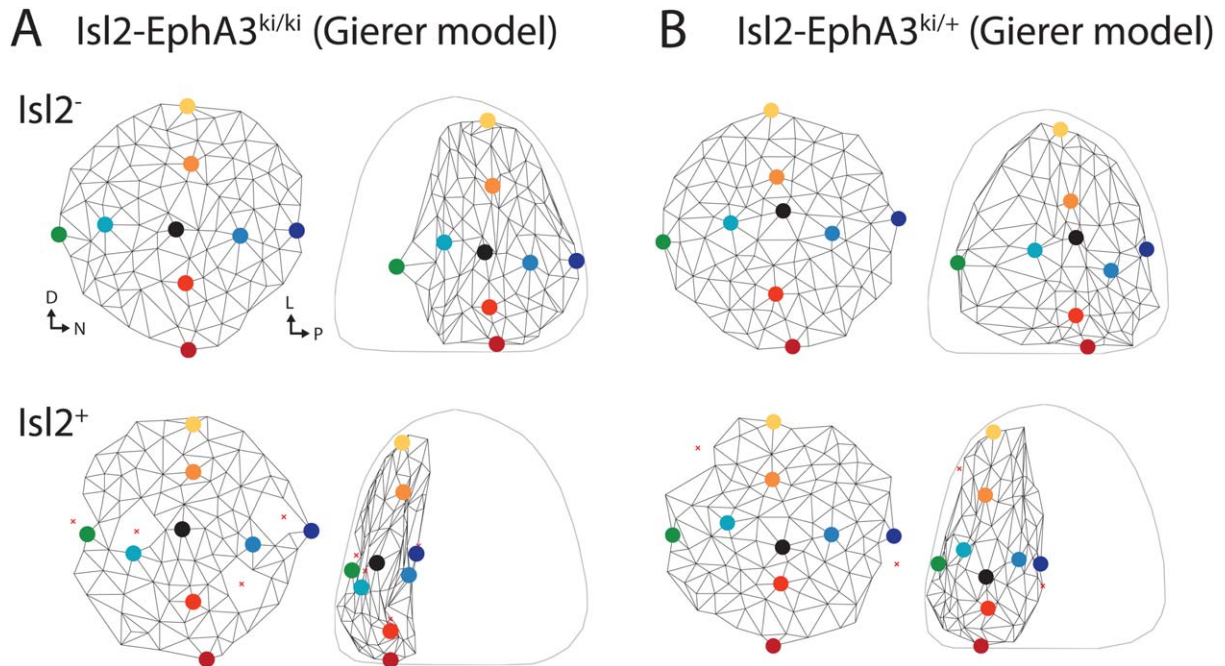 A Isl2-EphA3ki/ki (Gierer model)
B Isl2-EphA3ki/+ (Gierer model)
Isl2-
D
N
L
P
Isl2+